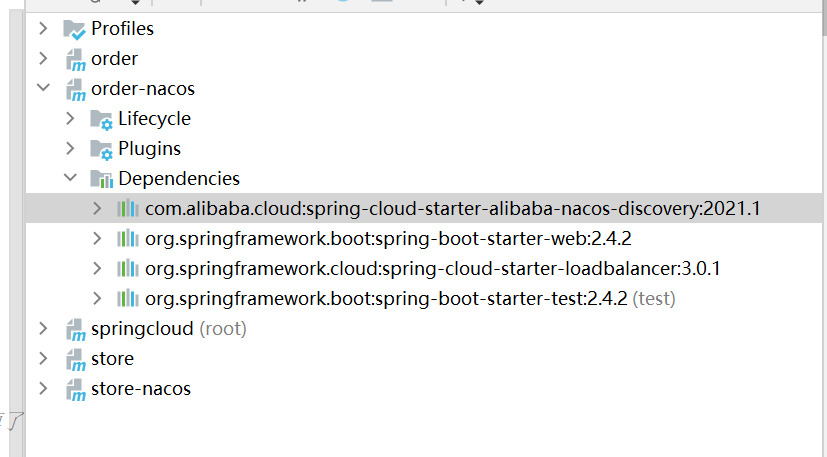 Profiles
order
order-nacos
Lifecycle
Plugins
Dependencies
com.alibaba.cloud:spring-cloud-starter-alibaba-nacos-discovery:2021.1
org.springframework.boot:spring-boot-starter-web:2.4.2
org.springframework.cloud:spring-cloud-starter-loadbalancer:3.0.1
org.springframework.boot:spring-boot-starter-test:2.4.2 (test)
springcloud (root)
store
store-nacos